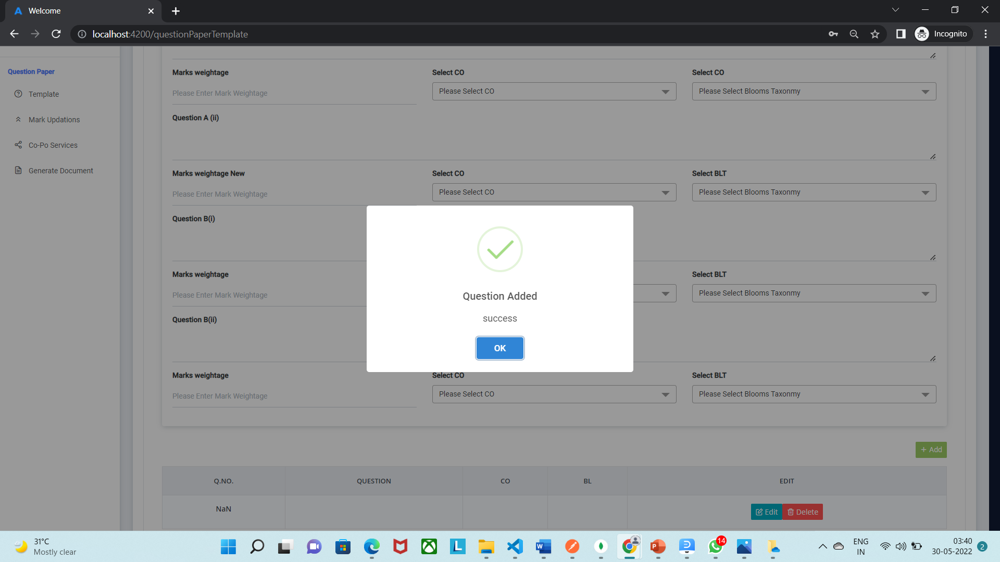 Welcome
localhost:4200/questionPaperTemplate
Incognito
Question Paper
Template
Mark Updations
Co-Po Services
Generate Document
Marks weightage
Select CO
Select CO
Please Enter Mark Weightage
Please Select CO
Please Select Blooms Taxonmy
Question A (ii)
Marks weightage New
Select CO
Select BLT
Please Enter Mark Weightage
Please Select CO
Please Select Blooms Taxonmy
Question B(i)
Marks weightage
Select BLT
Please Enter Mark Weightage
Please Select Blooms Taxonmy
Question B(ii)
Marks weightage
Select CO
Select BLT
Please Enter Mark Weightage
Please Select CO
Please Select Blooms Taxonmy
Question Added
success
OK
+ Add
Q.NO.
QUESTION
CO
BL
EDIT
NaN
Edit
Delete
31°C
Mostly clear
14
ENG
IN
03:40
30-05-2022
2